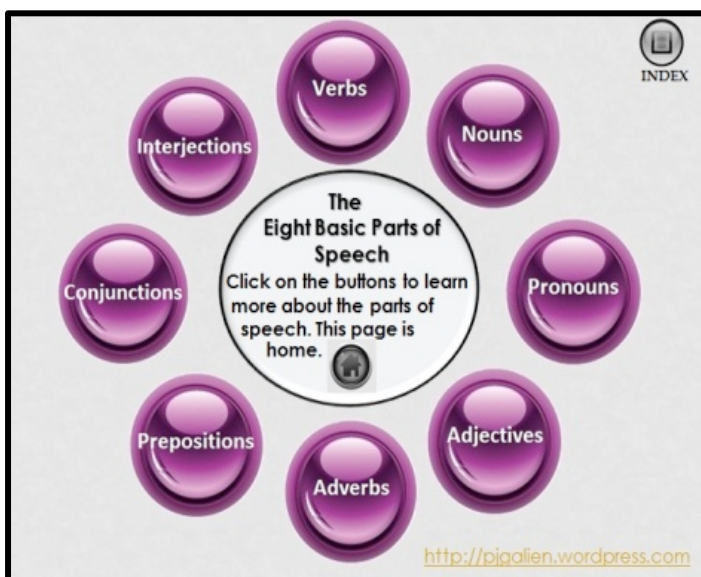 INDEX
Verbs
Nouns
Interjections
The
Eight Basic Parts of
Speech
Click on the buttons to learn
more about the parts of
speech. This page is
home.
Conjunctions
Pronouns
Prepositions
Adjectives
Adverbs
http://pjgalien.wordpress.com